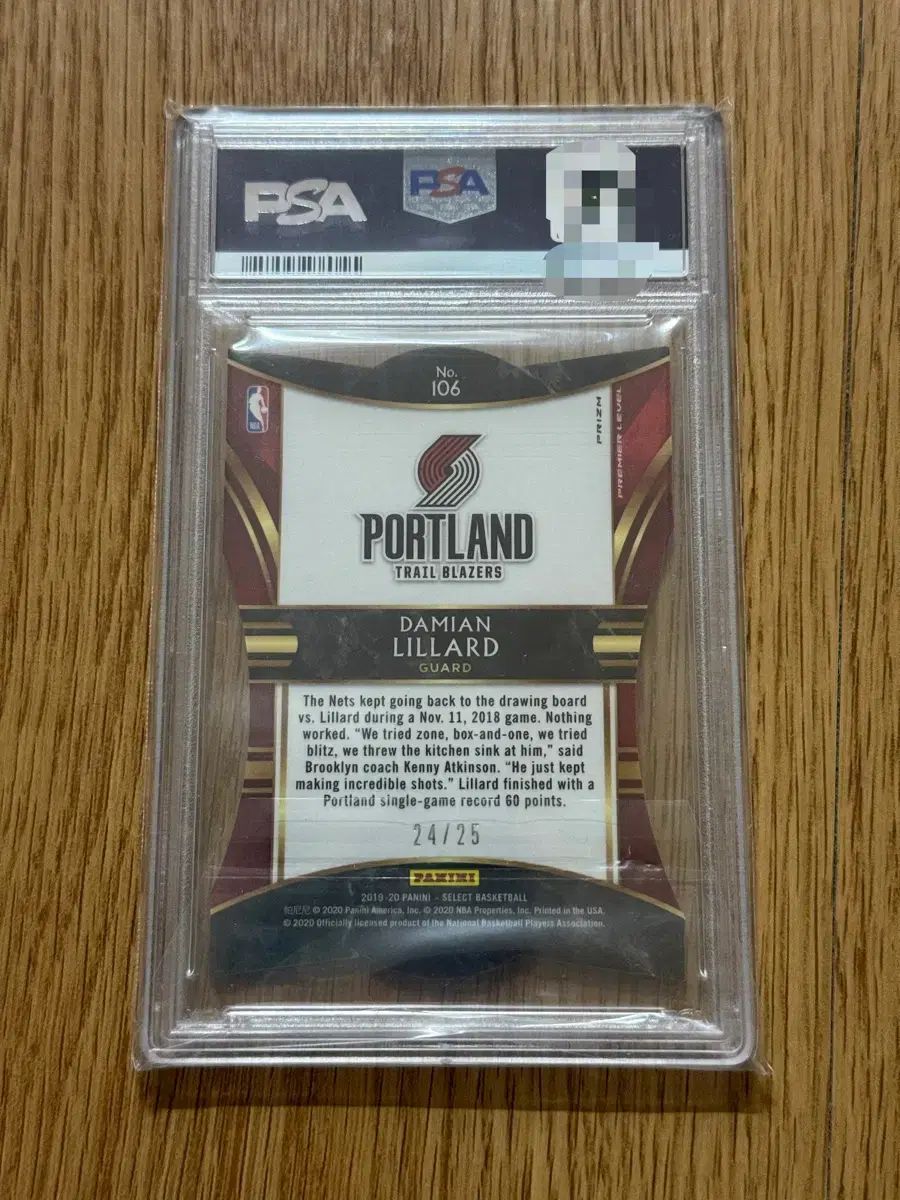 PSA
PSA
No.
106
NBA
PRIZM
PREMIER LEVEL
PORTLAND
TRAIL BLAZERS
DAMIAN
LILLARD
GUARD
The Nets kept going back to the drawing board
vs. Lillard during a Nov. 11, 2018 game. Nothing
worked. “We tried zone, box-and-one, we tried
blitz, we threw the kitchen sink at him,” said
Brooklyn coach Kenny Atkinson. “He just kept
making incredible shots.” Lillard finished with a
Portland single-game record 60 points.
24/25
PANINI
2019-20 PANINI - SELECT BASKETBALL
帕尼尼 © 2020 Panini America, Inc. © 2020 NBA Properties, Inc. Printed in the USA.
© 2020 Officially licensed product of the National Basketball Players Association.